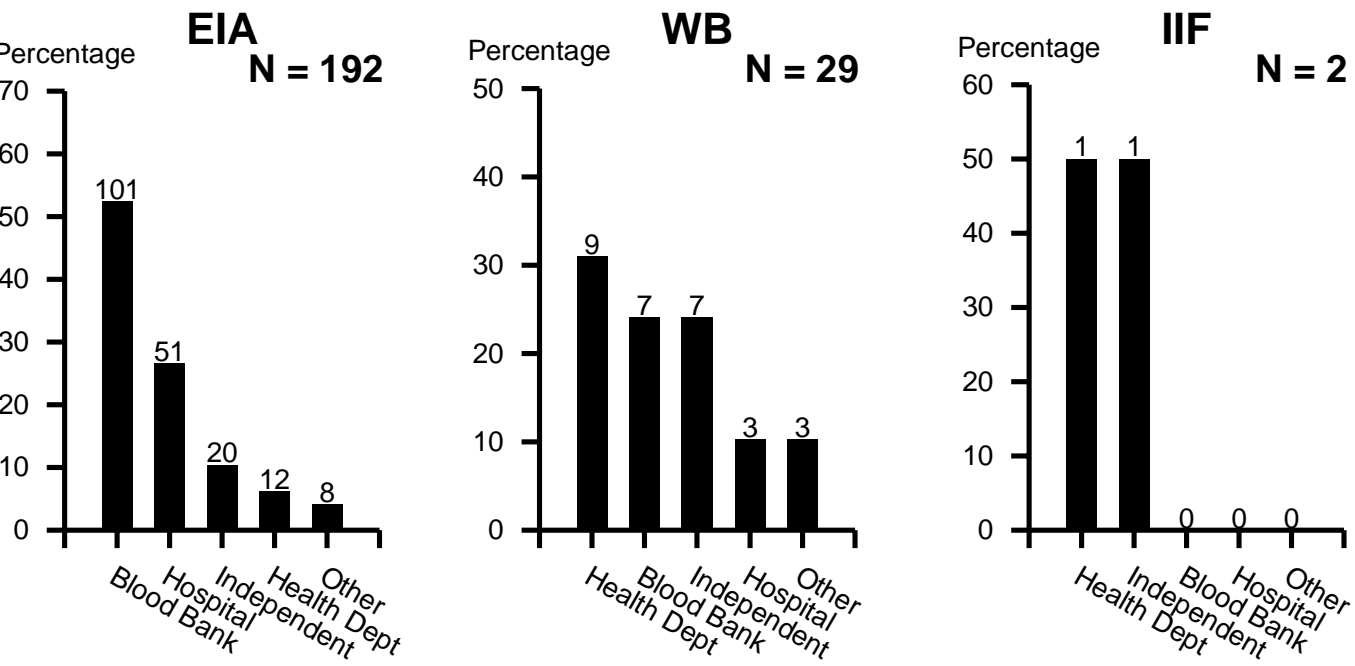 EIA
Percentage
N = 192
70
60
50
40
30
20
10
0
101
51
20
12
8
Blood Bank
Hospital
Independent
Health Dept
Other
WB
Percentage
N = 29
50
40
30
20
10
0
9
7
7
3
3
Health Dept
Blood Bank
Independent
Hospital
Other
IIF
Percentage
N = 2
60
50
40
30
20
10
0
1
1
0
0
0
Health Dept
Independent
Blood Bank
Hospital
Other